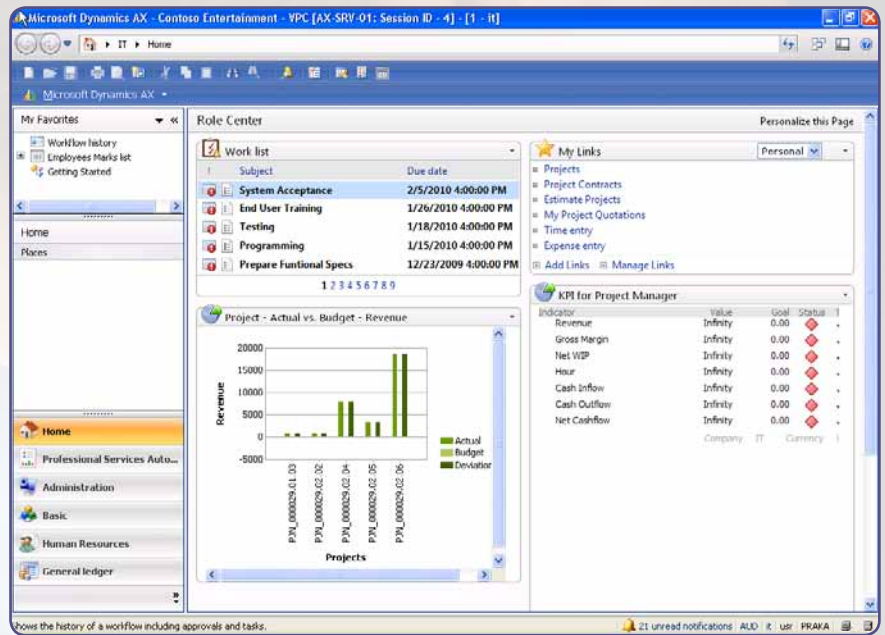 Microsoft Dynamics AX - Contoso Entertainment - VPC [AX-SRV-01: Session ID - 4] - [1 - it]
IT Home
Microsoft Dynamics AX
My Favorites
Workflow history
Employees Marks list
Getting Started
Home
Places
Home
Professional Services Auto...
Administration
Basic
Human Resources
General ledger
Role Center
Personalize this Page
Work list
! Subject Due date
System Acceptance 2/5/2010 4:00:00 PM
End User Training 1/26/2010 4:00:00 PM
Testing 1/18/2010 4:00:00 PM
Programming 1/15/2010 4:00:00 PM
Prepare Funtional Specs 12/23/2009 4:00:00 PM
1 2 3 4 5 6 7 8 9
Project - Actual vs. Budget - Revenue
20000
15000
10000
5000
0
-5000
Revenue
Actual
Budget
Deviation
PJN_000029/01 03
PJN_000029/02 02
PJN_000029/02 04
PJN_000029/02 05
PJN_000029/02 06
Projects
My Links
Personal
Projects
Project Contracts
Estimate Projects
My Project Quotations
Time entry
Expense entry
Add Links Manage Links
KPI for Project Manager
Indicator Value Goal Status
Revenue Infinity 0.00
Gross Margin Infinity 0.00
Net WIP Infinity 0.00
Hour Infinity 0.00
Cash Inflow Infinity 0.00
Cash Outflow Infinity 0.00
Net Cashflow Infinity 0.00
Company IT Currency
hows the history of a workflow including approvals and tasks.
21 unread notifications AUD it usr PRAKA